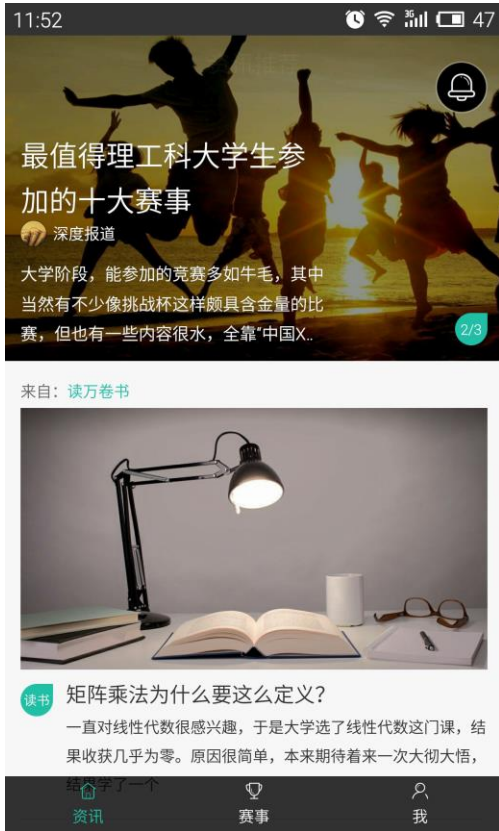 11:52
3G
47
资讯推荐
最值得理工科大学生参
加的十大赛事
深度报道
大学阶段，能参加的竞赛多如牛毛，其中
当然有不少像挑战杯这样颇具含金量的比
赛，但也有一些内容很水，全靠“中国X..
2/3
来自：读万卷书
读书
矩阵乘法为什么要这么定义？
一直对线性代数很感兴趣，于是大学选了线性代数这门课，结
果收获几乎为零。原因很简单，本来期待着来一次大彻大悟，
结果学了一个
资讯
赛事
我